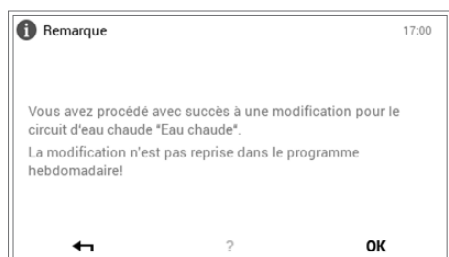 Remarque 17:00
Vous avez procédé avec succès à une modification pour le
circuit d'eau chaude "Eau chaude".
La modification n'est pas reprise dans le programme
hebdomadaire!
? OK